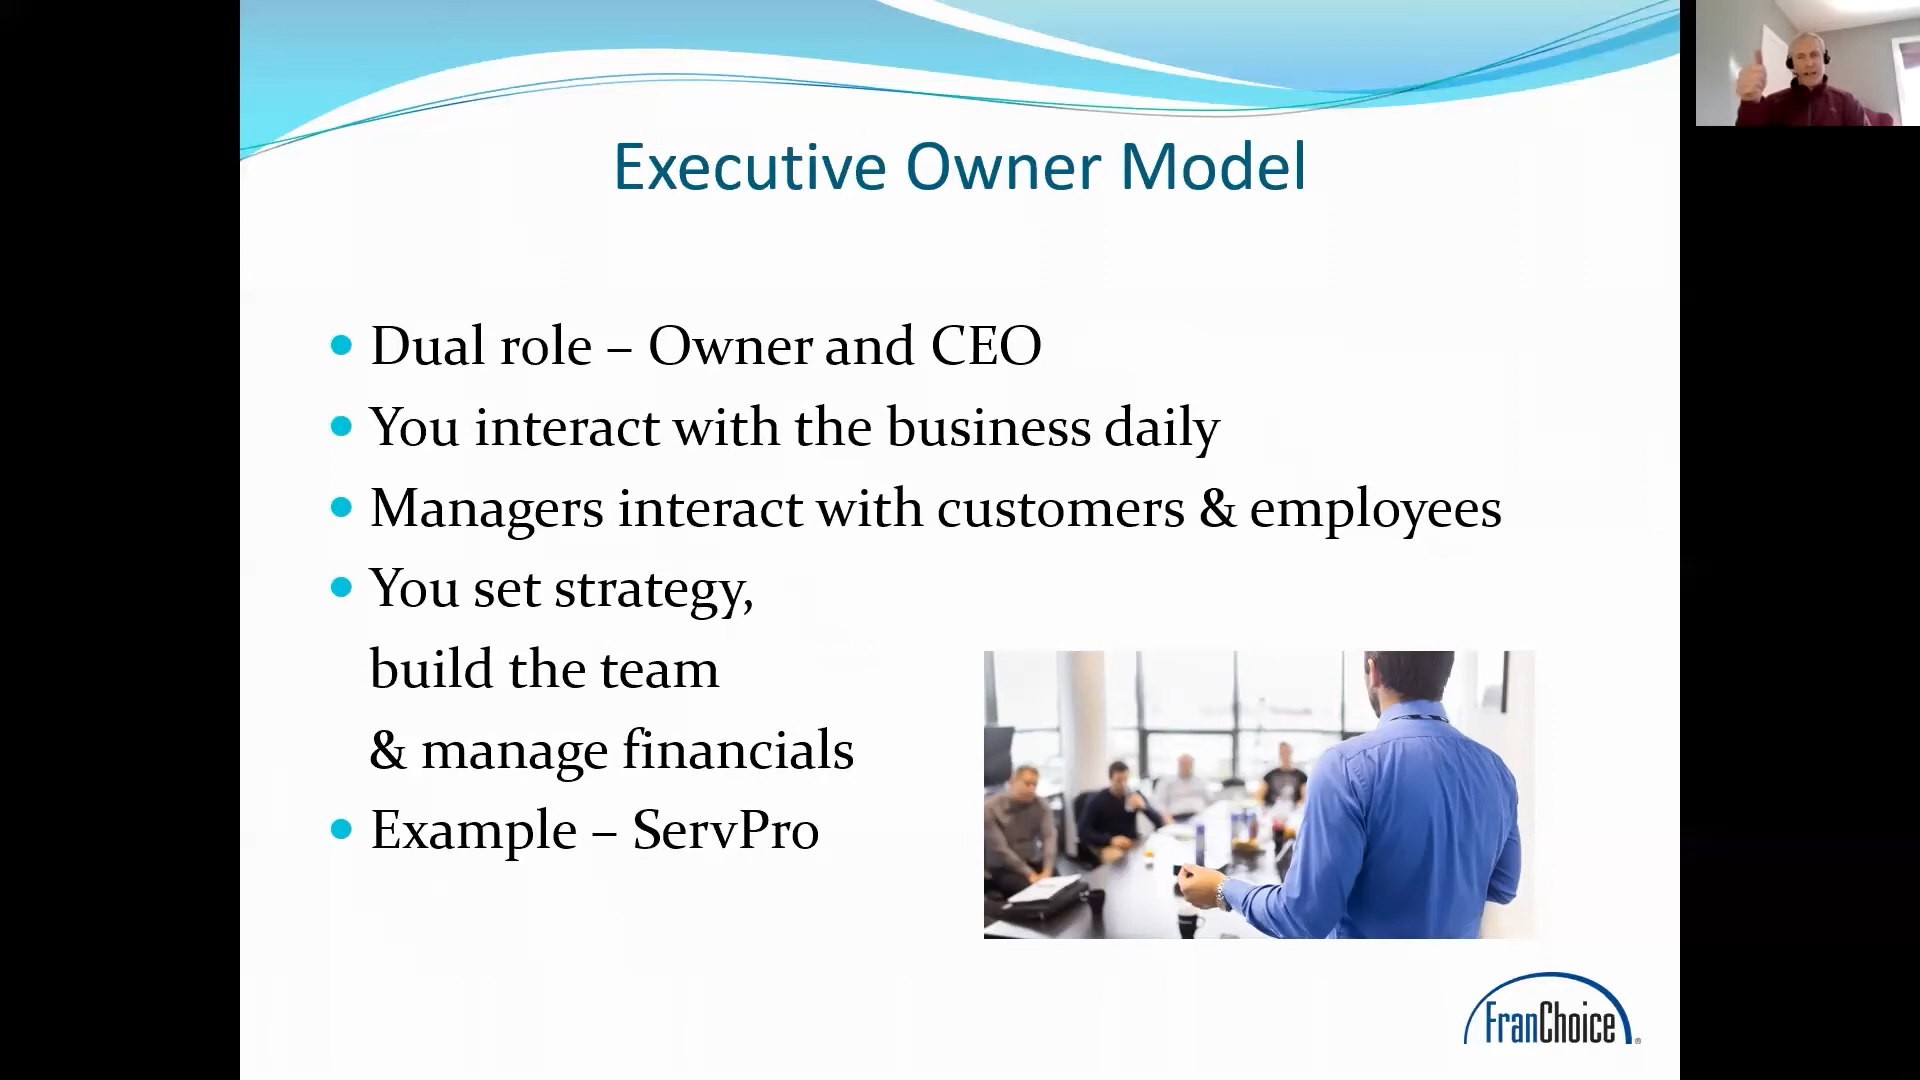 Executive Owner Model
• Dual role – Owner and CEO
• You interact with the business daily
• Managers interact with customers & employees
• You set strategy,
build the team
& manage financials
• Example – ServPro
FranChoice®